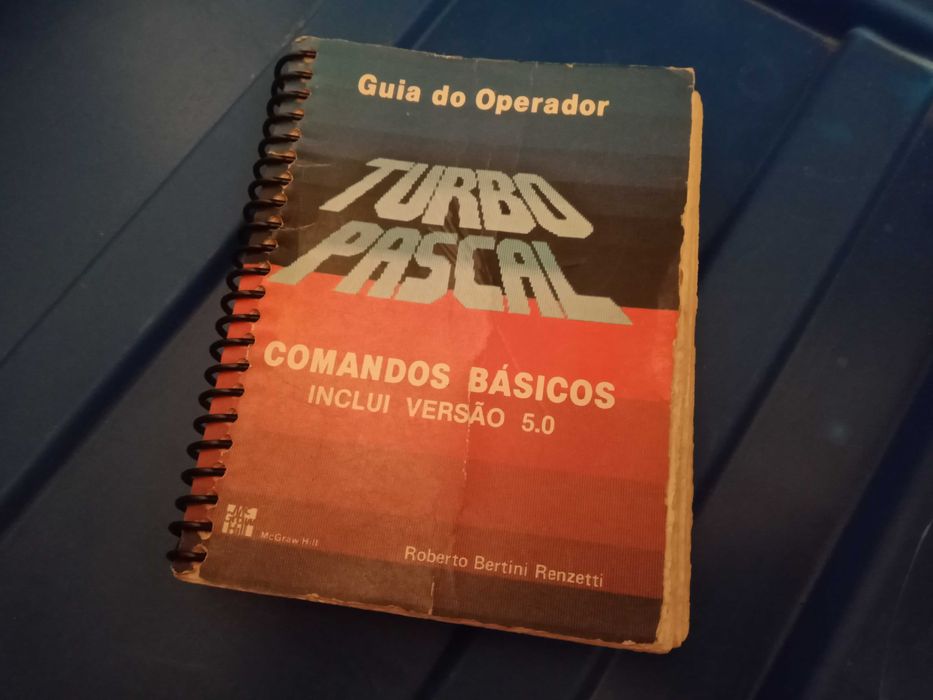 Guia do Operador
TURBO
PASCAL
COMANDOS BÁSICOS
INCLUI VERSÃO 5.0
McGraw-Hill
Roberto Bertini Renzetti